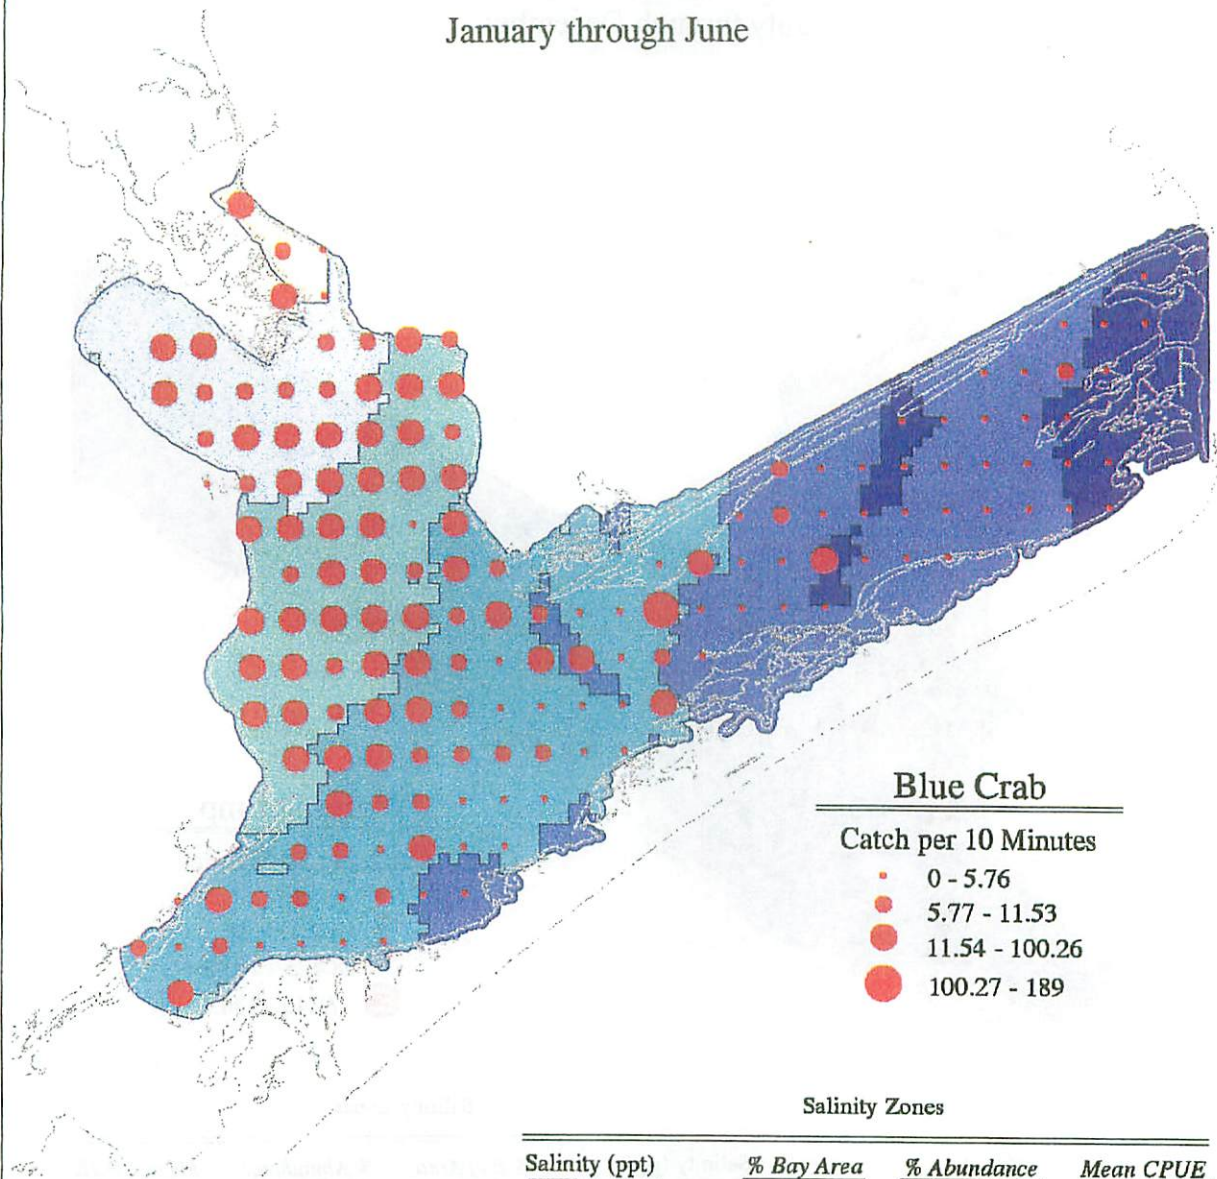 January through June
Blue Crab
Catch per 10 Minutes
0 - 5.76
5.77 - 11.53
11.54 - 100.26
100.27 - 189
Salinity Zones
Salinity (ppt) % Bay Area % Abundance Mean CPUE